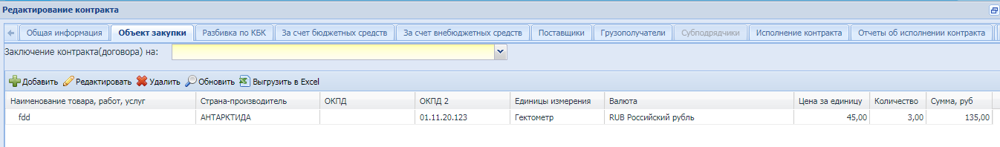 Редактирование контракта
Общая информация Объект закупки Разбивка по КБК За счет бюджетных средств За счет внебюджетных средств Поставщики Грузополучатели Субподрядчики Исполнение контракта Отчеты об исполнении контракта
Заключение контракта(договора) на:
Добавить Редактировать Удалить Обновить Выгрузить в Excel
Наименование товара, работ, услуг Страна-производитель ОКПД ОКПД 2 Единицы измерения Валюта Цена за единицу Количество Сумма, руб
fdd АНТАРКТИДА 01.11.20.123 Гектометр RUB Российский рубль 45,00 3,00 135,00